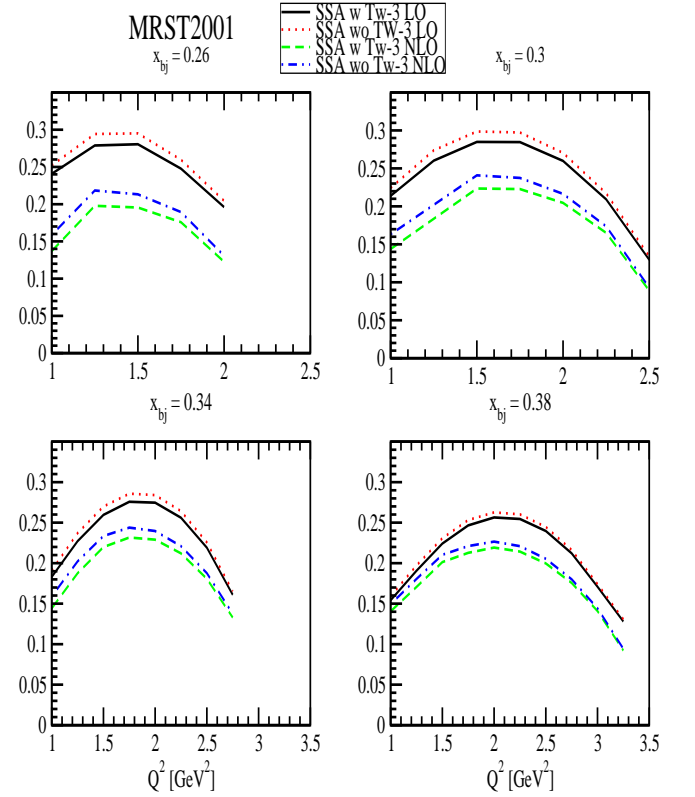 MRST2001
SSA w Tw-3 LO
SSA wo TW-3 LO
SSA w Tw-3 NLO
SSA wo Tw-3 NLO
x_bj = 0.26
x_bj = 0.3
0.3
0.25
0.2
0.15
0.1
0.05
0
1 1.5 2 2.5
0.3
0.25
0.2
0.15
0.1
0.05
0
1 1.5 2 2.5
x_bj = 0.34
x_bj = 0.38
0.3
0.25
0.2
0.15
0.1
0.05
0
1 1.5 2 2.5 3 3.5
Q^2 [GeV^2]
0.3
0.25
0.2
0.15
0.1
0.05
0
1 1.5 2 2.5 3 3.5
Q^2 [GeV^2]